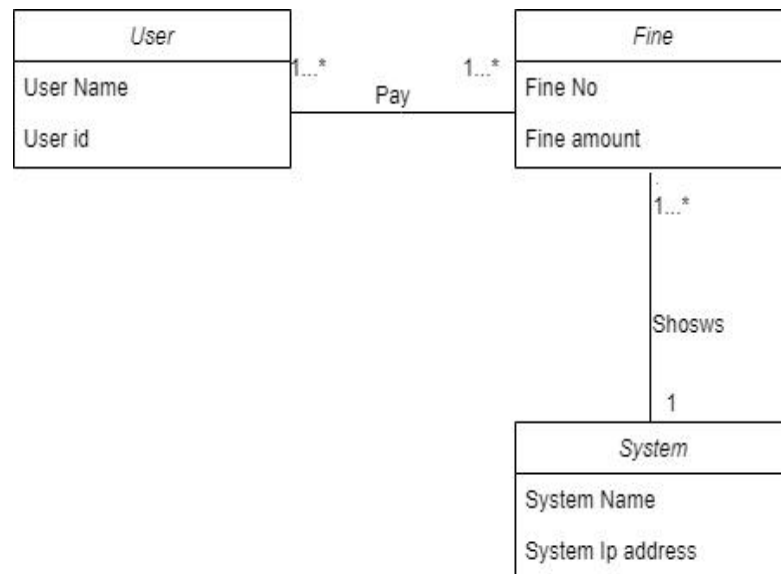 User
User Name
User id
1...*
Pay
1...*
Fine
Fine No
Fine amount
1...*
Shosws
1
System
System Name
System Ip address